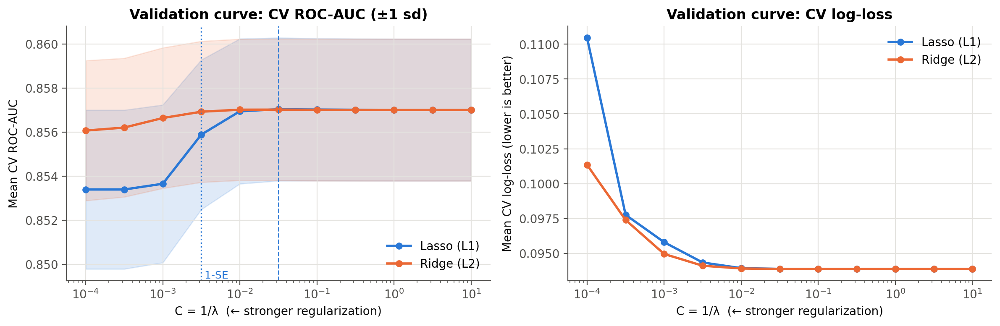 Validation curve: CV ROC-AUC (±1 sd)
Mean CV ROC-AUC
0.860
0.858
0.856
0.854
0.852
0.850
1-SE
Lasso (L1)
Ridge (L2)
10⁻⁴ 10⁻³ 10⁻² 10⁻¹ 10⁰ 10¹
C = 1/λ (← stronger regularization)
Validation curve: CV log-loss
Mean CV log-loss (lower is better)
0.1100
0.1075
0.1050
0.1025
0.1000
0.0975
0.0950
Lasso (L1)
Ridge (L2)
10⁻⁴ 10⁻³ 10⁻² 10⁻¹ 10⁰ 10¹
C = 1/λ (← stronger regularization)